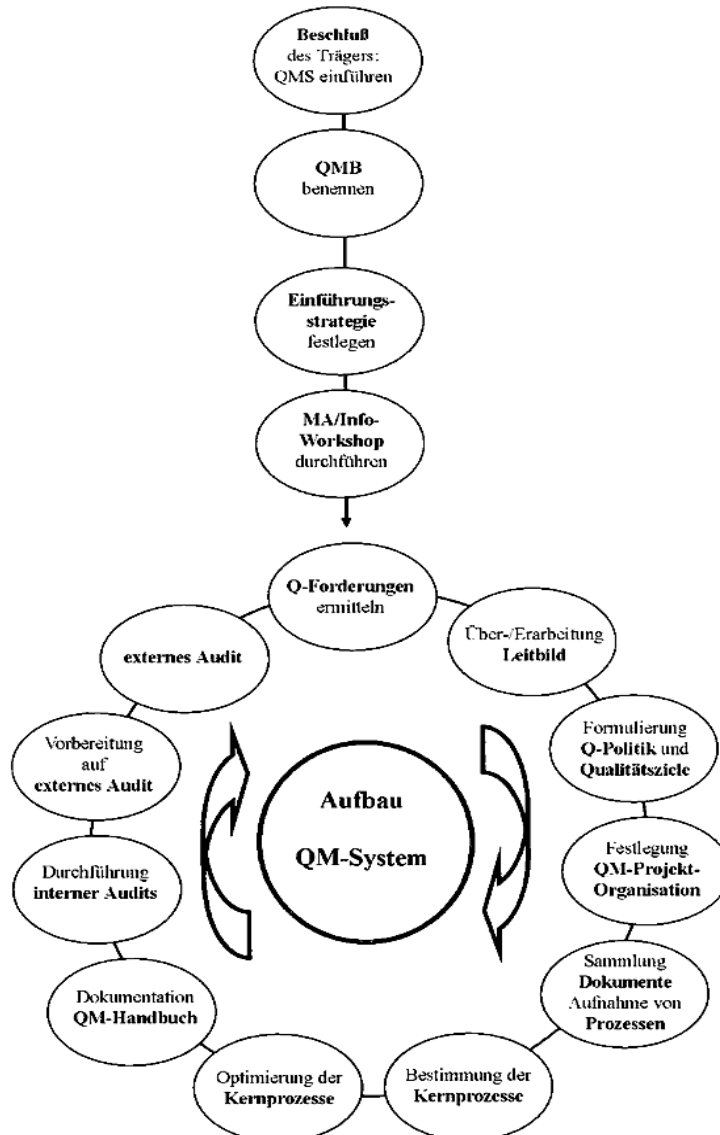 Beschluß
des Trägers:
QMS einführen
QMB
benennen
Einführungs-
strategie
festlegen
MA/Info-
Workshop
durchführen
Q-Forderungen
ermitteln
Über-/Erarbeitung
Leitbild
Formulierung
Q-Politik und
Qualitätsziele
Festlegung
QM-Projekt-
Organisation
Sammlung
Dokumente
Aufnahme von
Prozessen
Bestimmung der
Kernprozesse
Optimierung der
Kernprozesse
Dokumentation
QM-Handbuch
Durchführung
interner Audits
Vorbereitung
auf
externes Audit
externes Audit
Aufbau
QM-System